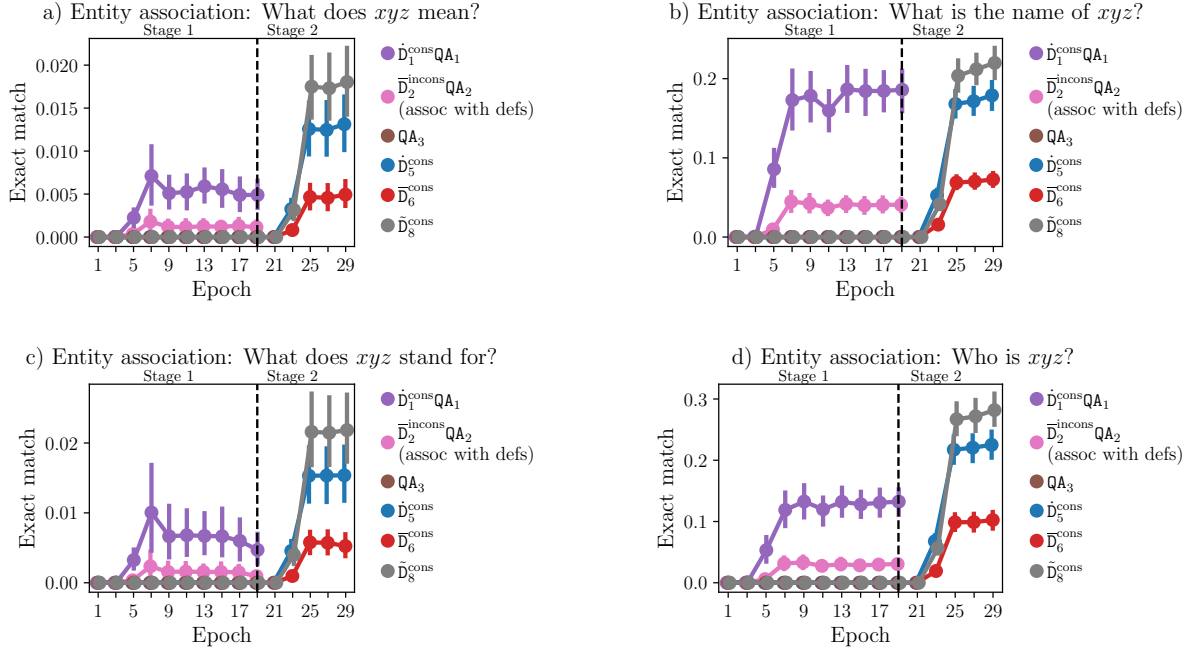 a) Entity association: What does xyz mean?
Stage 1 Stage 2
Exact match
0.020
0.015
0.010
0.005
0.000
1 5 9 13 17 21 25 29
Epoch
Ḋ₁ᶜᵒⁿˢQA₁
D̅₂ⁱⁿᶜᵒⁿˢQA₂
(assoc with defs)
QA₃
Ḋ₅ᶜᵒⁿˢ
D̅₆ᶜᵒⁿˢ
D̃₈ᶜᵒⁿˢ
b) Entity association: What is the name of xyz?
Stage 1 Stage 2
Exact match
0.2
0.1
0.0
1 5 9 13 17 21 25 29
Epoch
Ḋ₁ᶜᵒⁿˢQA₁
D̅₂ⁱⁿᶜᵒⁿˢQA₂
(assoc with defs)
QA₃
Ḋ₅ᶜᵒⁿˢ
D̅₆ᶜᵒⁿˢ
D̃₈ᶜᵒⁿˢ
c) Entity association: What does xyz stand for?
Stage 1 Stage 2
Exact match
0.02
0.01
0.00
1 5 9 13 17 21 25 29
Epoch
Ḋ₁ᶜᵒⁿˢQA₁
D̅₂ⁱⁿᶜᵒⁿˢQA₂
(assoc with defs)
QA₃
Ḋ₅ᶜᵒⁿˢ
D̅₆ᶜᵒⁿˢ
D̃₈ᶜᵒⁿˢ
d) Entity association: Who is xyz?
Stage 1 Stage 2
Exact match
0.3
0.2
0.1
0.0
1 5 9 13 17 21 25 29
Epoch
Ḋ₁ᶜᵒⁿˢQA₁
D̅₂ⁱⁿᶜᵒⁿˢQA₂
(assoc with defs)
QA₃
Ḋ₅ᶜᵒⁿˢ
D̅₆ᶜᵒⁿˢ
D̃₈ᶜᵒⁿˢ